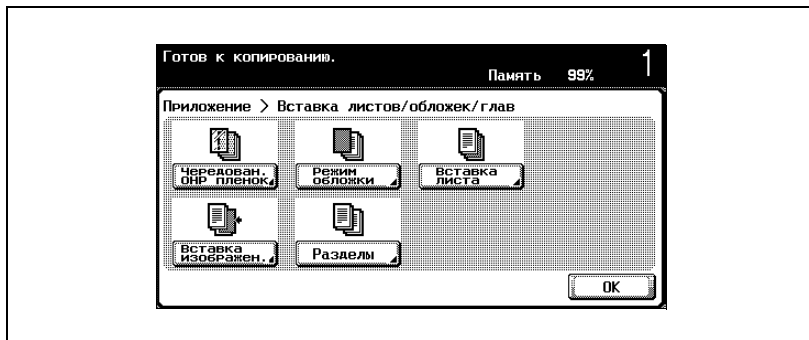 Готов к копированию.
Память 99% 1
Приложение > Вставка листов/обложек/глав
Чередован.
OHP пленок
Режим
обложки
Вставка
листа
Вставка
изображен.
Разделы
OK